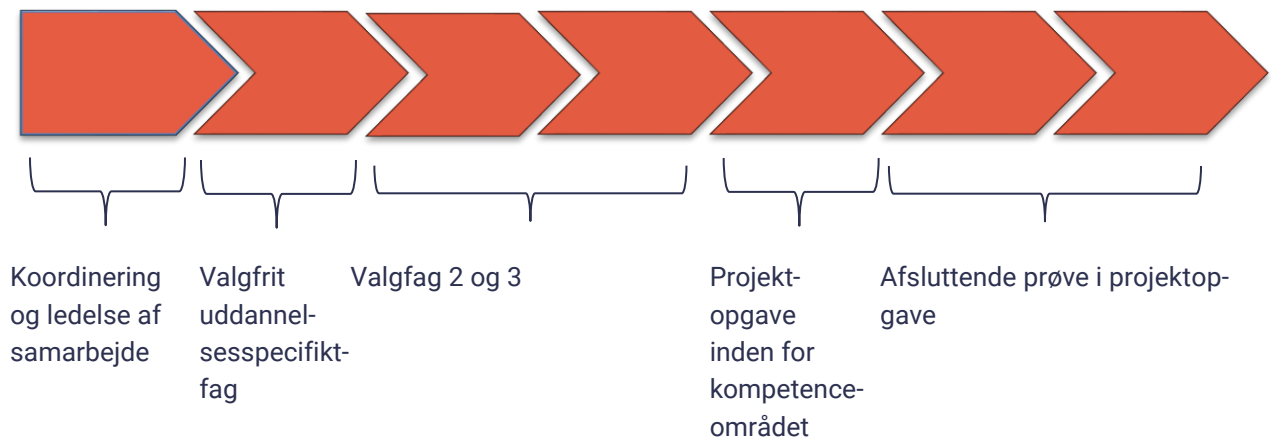 Koordinering
og ledelse af
samarbejde
Valgfrit
uddannel-
sesspecifikt-
fag
Valgfag 2 og 3
Projekt-
opgave
inden for
kompetence-
området
Afsluttende prøve i projektop-
gave